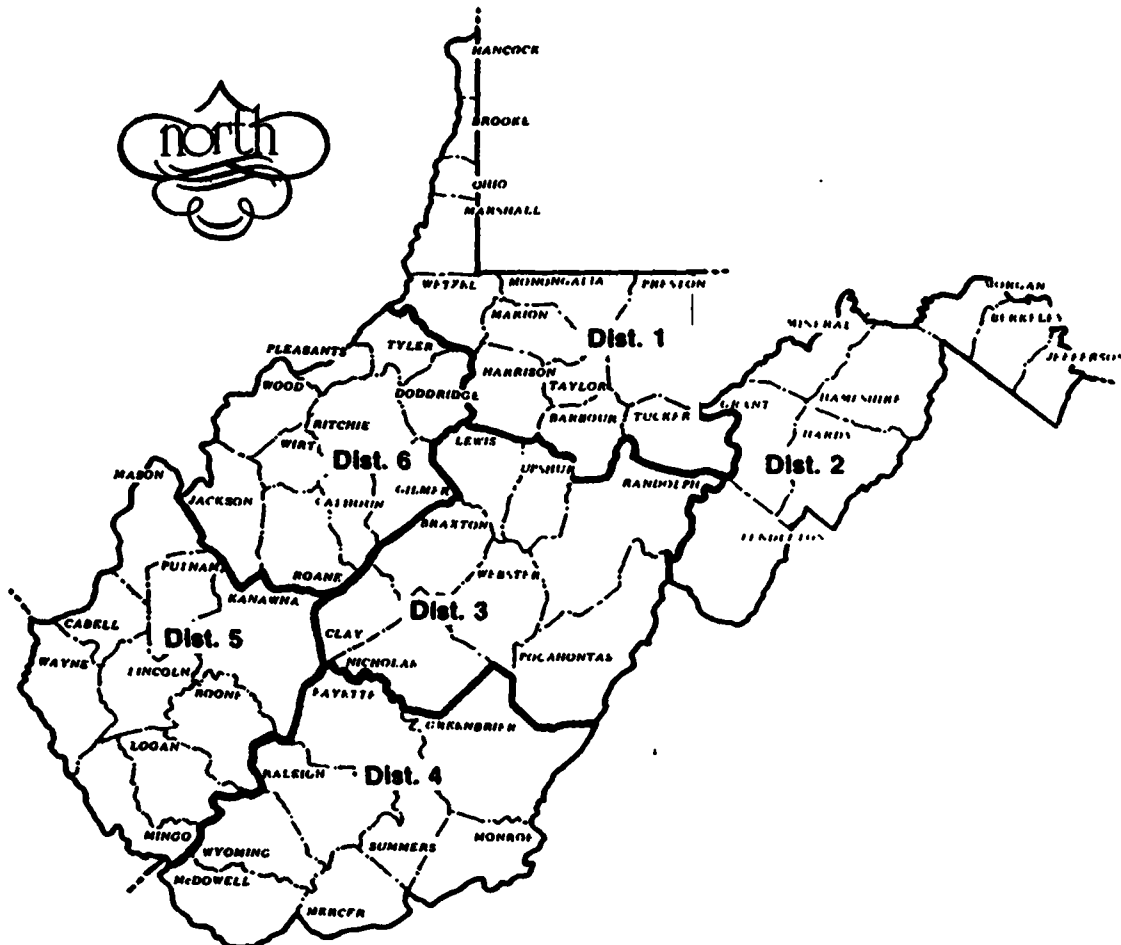 HANCOCK
north
BROOKE
OHIO
MARSHALL
WETZEL
MONONGALIA
PRESTON
MORGAN
MARION
BERKELEY
MINERAL
Dist. 1
PLEASANTS
TYLER
JEFFERSON
HARRISON
WOOD
TAYLOR
DODDRIDGE
HAMPSHIRE
GRANT
BARBOUR
TUCKER
RITCHIE
LEWIS
HARDY
WIRT
Dist. 6
Dist. 2
UPSHUR
MASON
RANDOLPH
GILMER
JACKSON
CALHOUN
BRAXTON
PENDLETON
PUTNAM
WEBSTER
ROANE
KANAWHA
Dist. 3
CABELL
CLAY
Dist. 5
WAYNE
POCAHONTAS
NICHOLAS
LINCOLN
BOONE
FAYETTE
GREENBRIER
LOGAN
RALEIGH
Dist. 4
MINGO
MONROE
SUMMERS
WYOMING
McDOWELL
MERCER